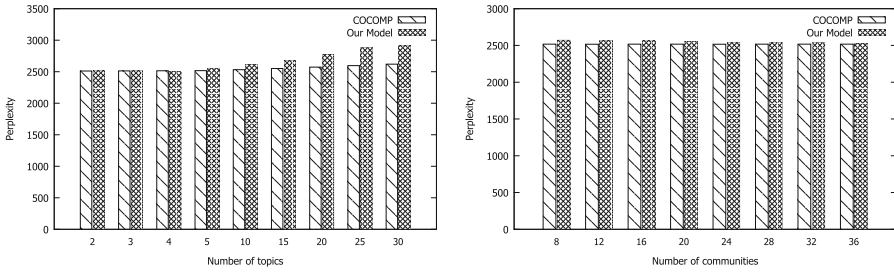 3500
3000
2500
2000
1500
1000
500
0
Perplexity
COCOMP
Our Model
2 3 4 5 10 15 20 25 30
Number of topics
3000
2500
2000
1500
1000
500
0
Perplexity
COCOMP
Our Model
8 12 16 20 24 28 32 36
Number of communities